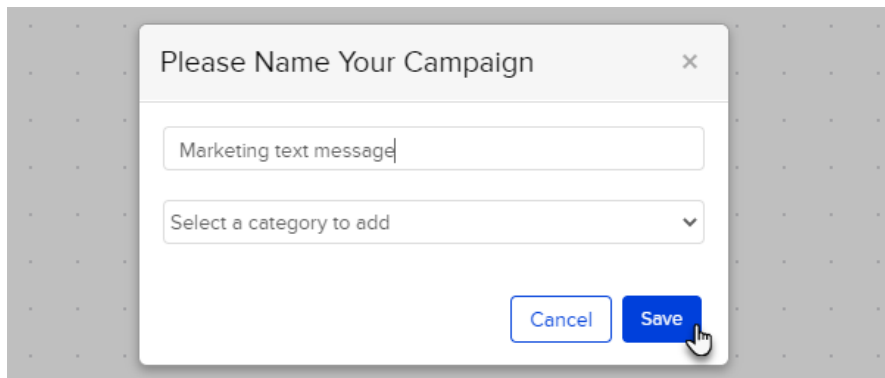 Please Name Your Campaign
×
Marketing text message
Select a category to add
Cancel Save